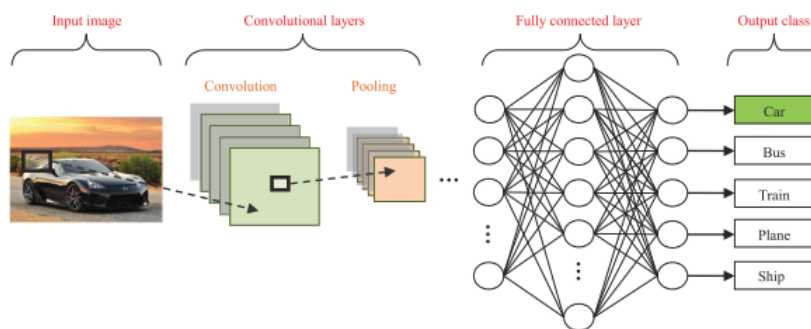 Input image
Convolutional layers
Fully connected layer
Output class
Convolution
Pooling
Car
Bus
Train
Plane
Ship